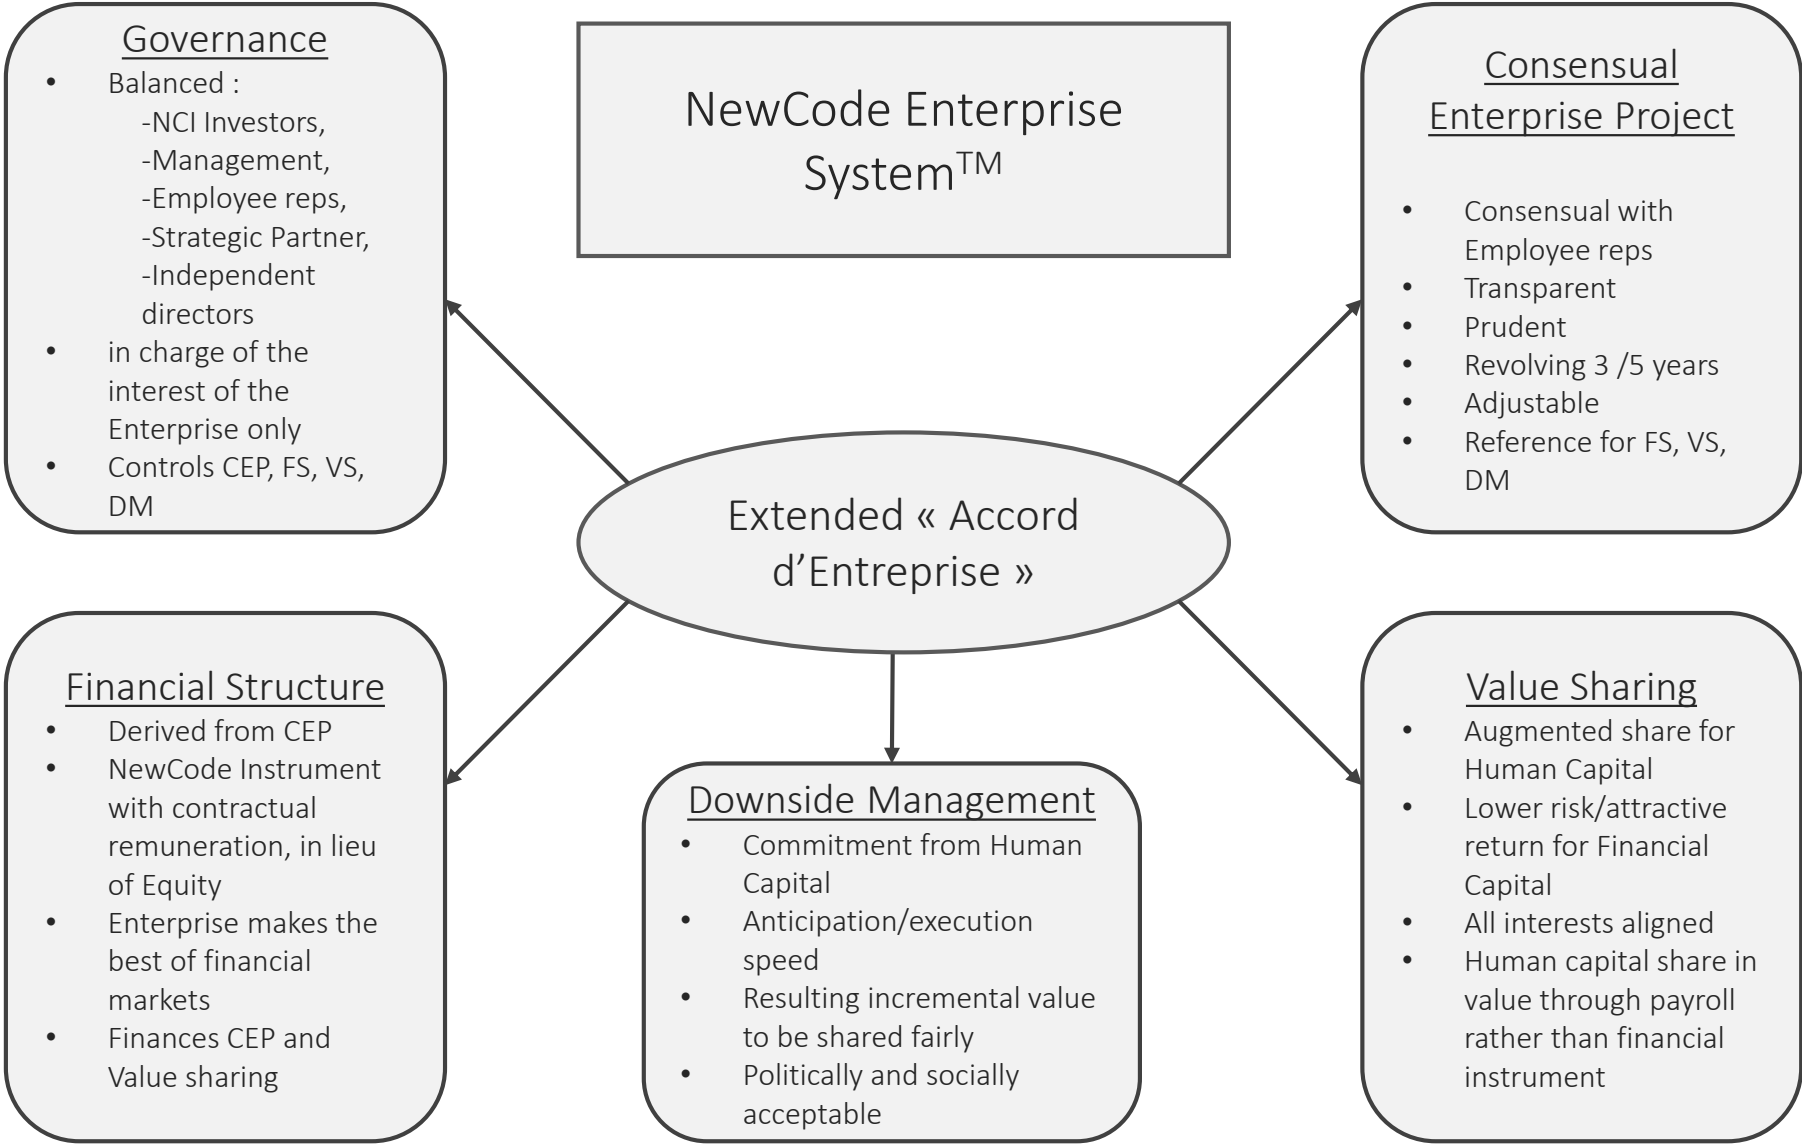 Governance
• Balanced :
-NCI Investors,
-Management,
-Employee reps,
-Strategic Partner,
-Independent
directors
• in charge of the
interest of the
Enterprise only
• Controls CEP, FS, VS,
DM
NewCode Enterprise
System™
Consensual
Enterprise Project
• Consensual with
Employee reps
• Transparent
• Prudent
• Revolving 3 /5 years
• Adjustable
• Reference for FS, VS,
DM
Extended « Accord
d’Entreprise »
Financial Structure
• Derived from CEP
• NewCode Instrument
with contractual
remuneration, in lieu
of Equity
• Enterprise makes the
best of financial
markets
• Finances CEP and
Value sharing
Downside Management
• Commitment from Human
Capital
• Anticipation/execution
speed
• Resulting incremental value
to be shared fairly
• Politically and socially
acceptable
Value Sharing
• Augmented share for
Human Capital
• Lower risk/attractive
return for Financial
Capital
• All interests aligned
• Human capital share in
value through payroll
rather than financial
instrument